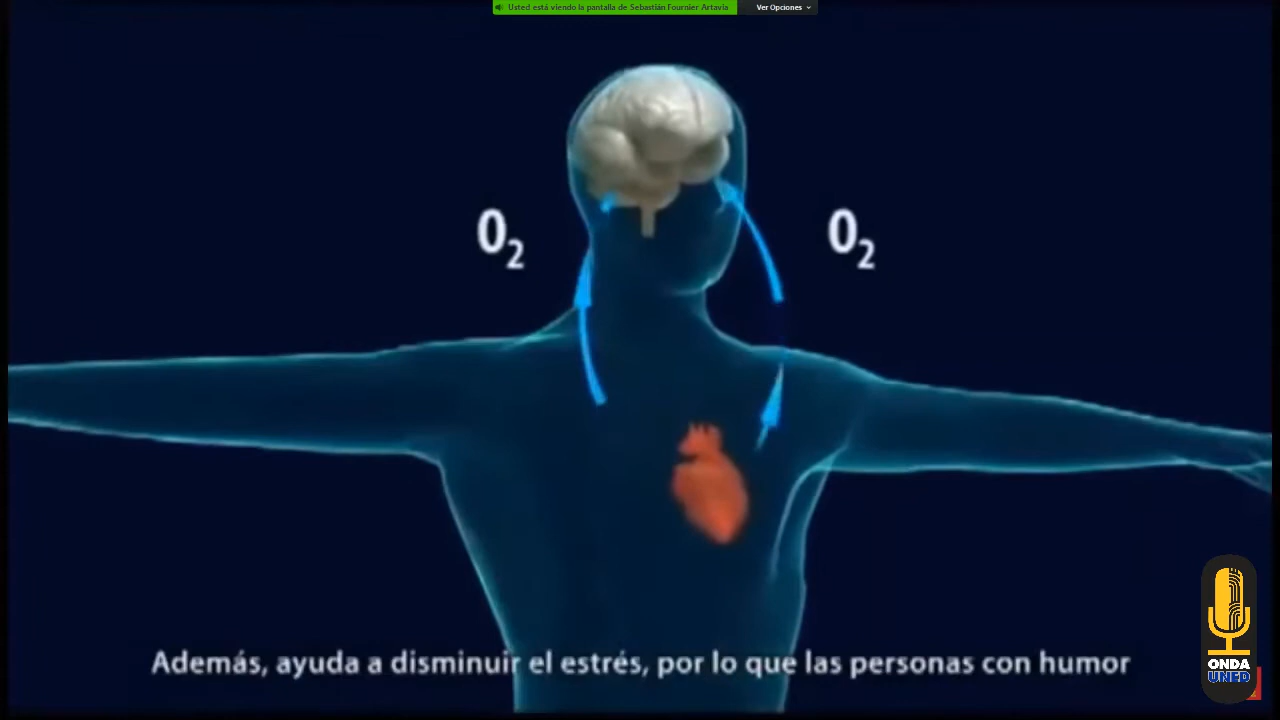 Usted está viendo la pantalla de Sebastián Fournier Artavia Ver Opciones
O2 O2
Además, ayuda a disminuir el estrés, por lo que las personas con humor
ONDA
UNED